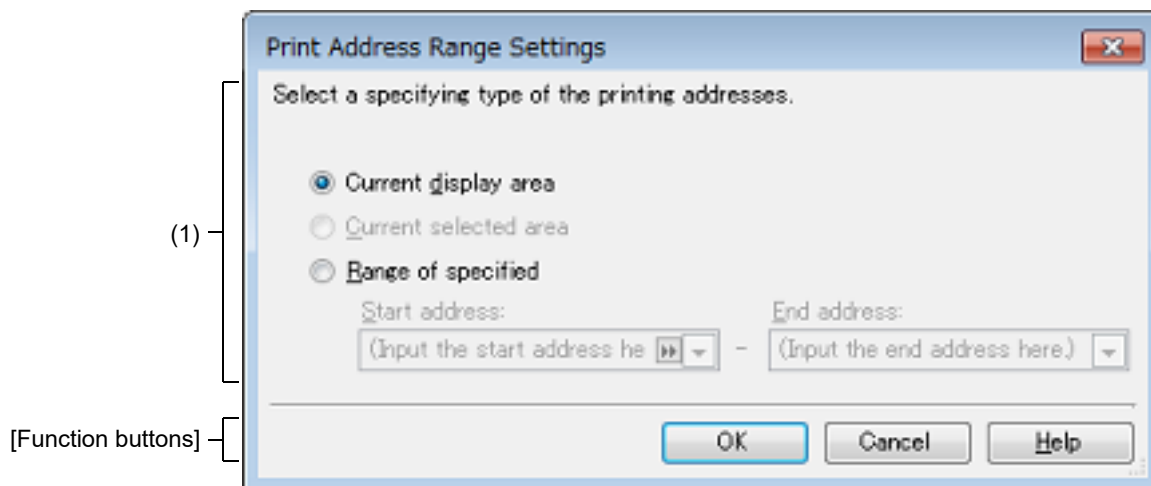 Print Address Range Settings
Select a specifying type of the printing addresses.
Current display area
(1)
Current selected area
Range of specified
Start address:
End address:
(Input the start address he
-
(Input the end address here.)
[Function buttons]
OK
Cancel
Help